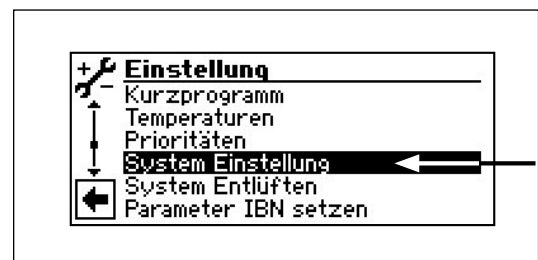 Einstellung
Kurzprogramm
Temperaturen
Prioritäten
System Einstellung
System Entlüften
Parameter IBN setzen